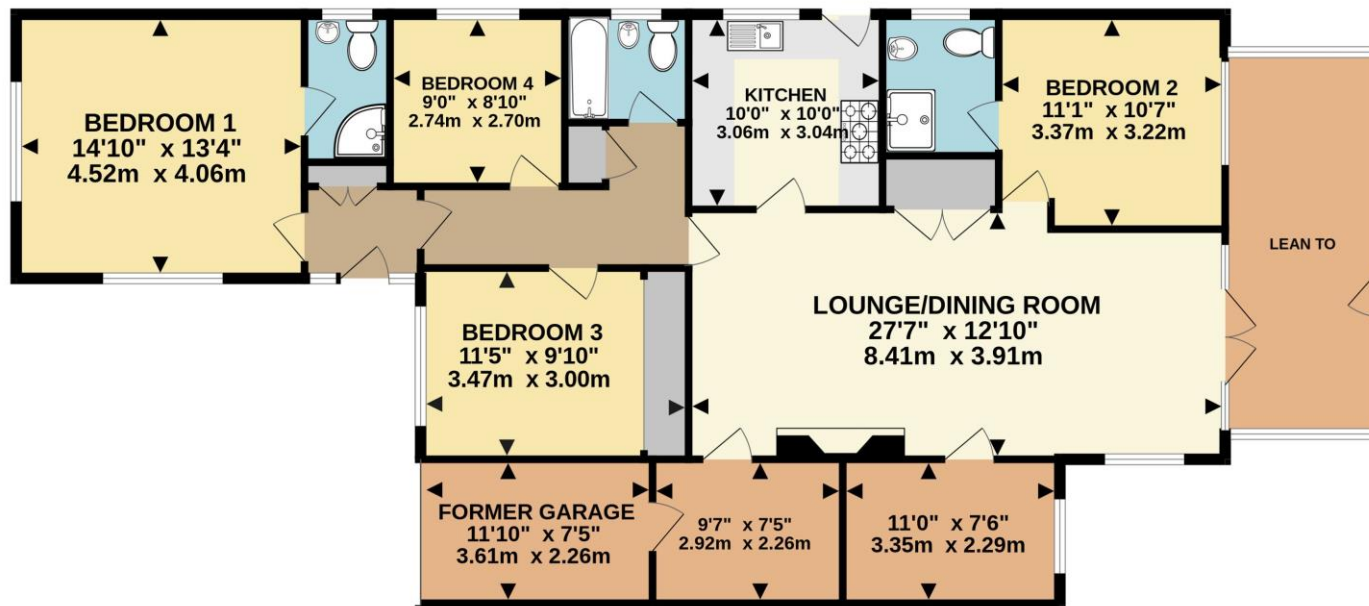 BEDROOM 1
14'10" x 13'4"
4.52m x 4.06m
BEDROOM 4
9'0" x 8'10"
2.74m x 2.70m
KITCHEN
10'0" x 10'0"
3.06m x 3.04m
BEDROOM 2
11'1" x 10'7"
3.37m x 3.22m
LEAN TO
BEDROOM 3
11'5" x 9'10"
3.47m x 3.00m
LOUNGE/DINING ROOM
27'7" x 12'10"
8.41m x 3.91m
FORMER GARAGE
11'10" x 7'5"
3.61m x 2.26m
9'7" x 7'5"
2.92m x 2.26m
11'0" x 7'6"
3.35m x 2.29m